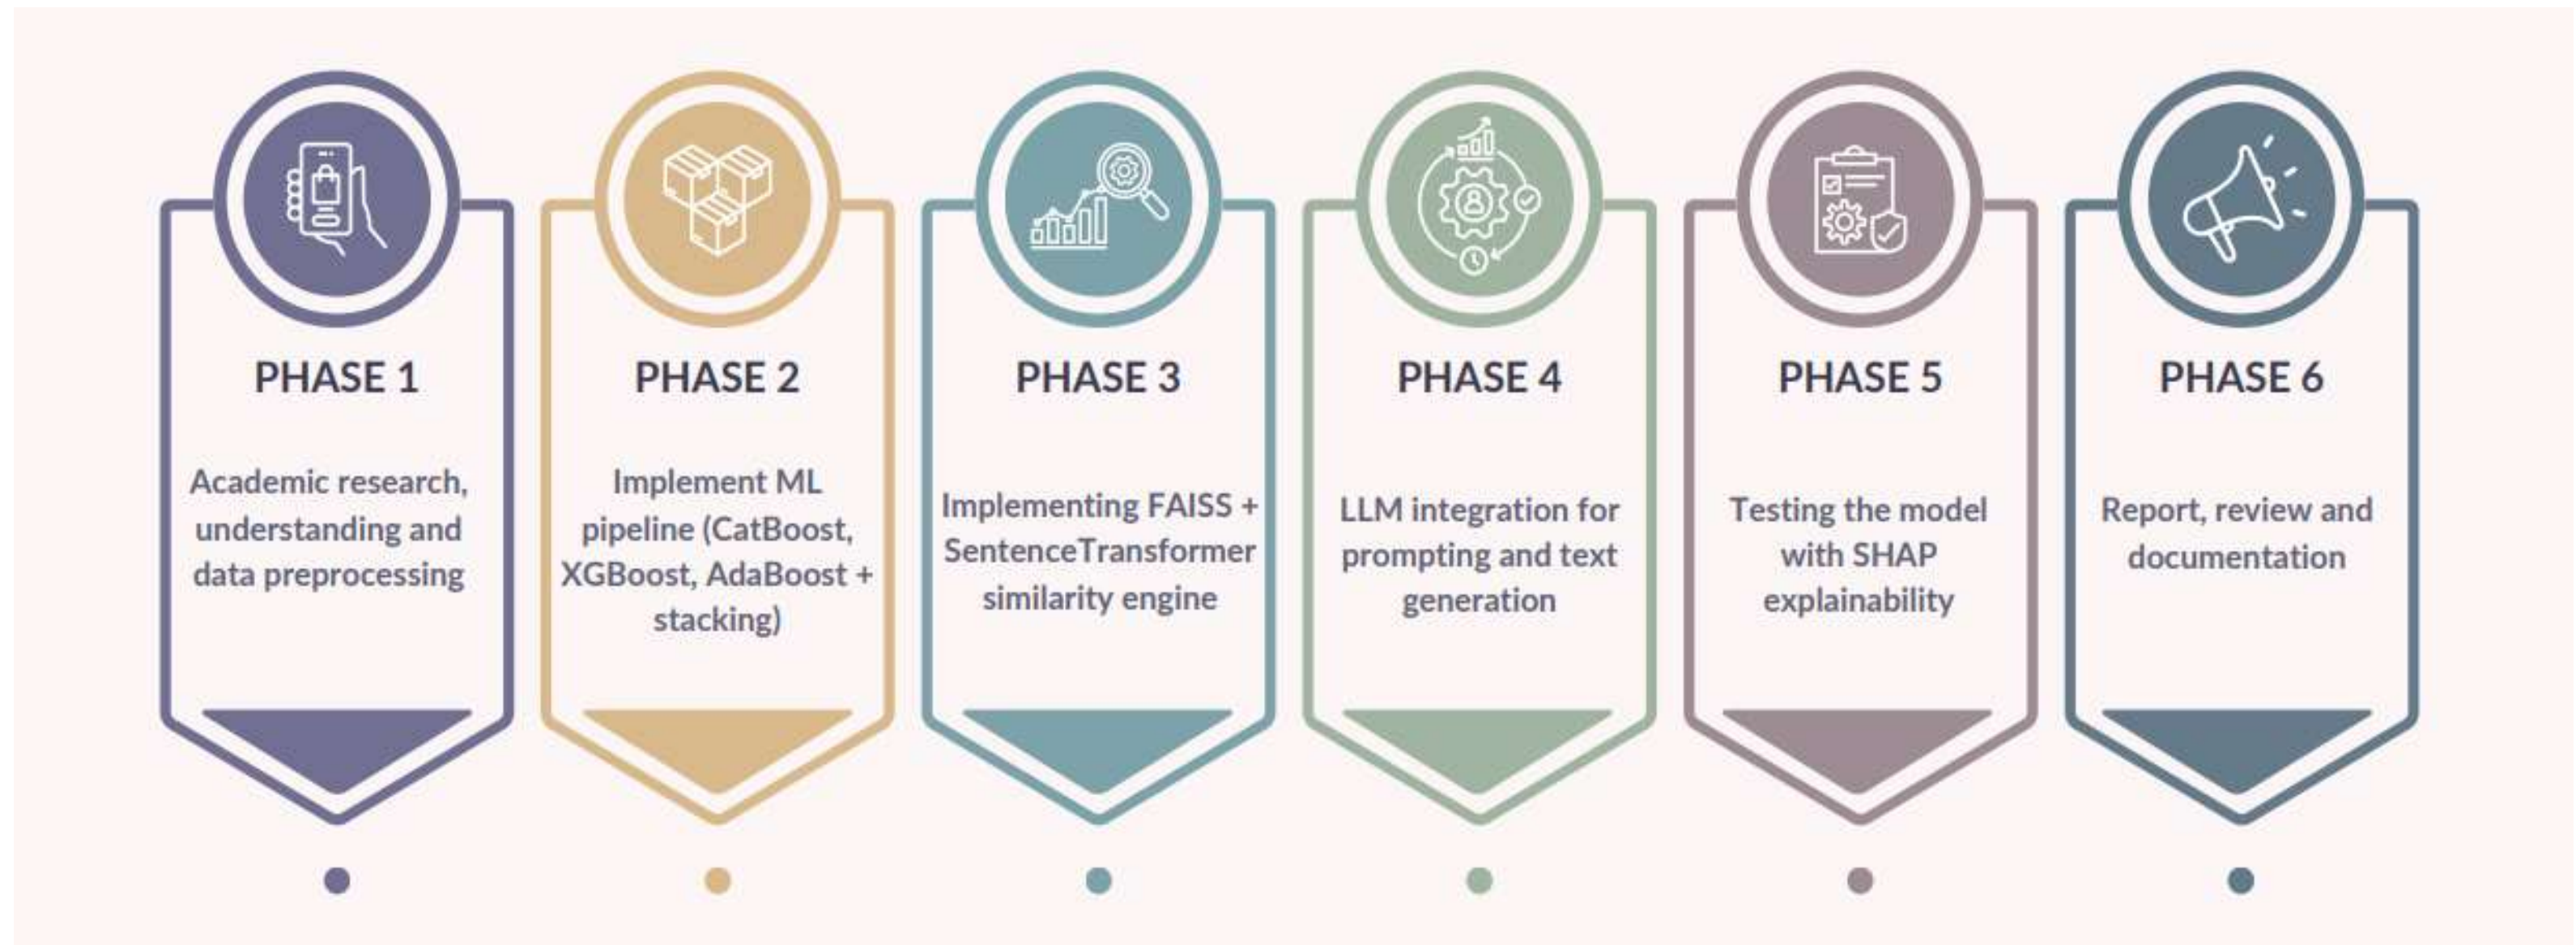 PHASE 1
Academic research,
understanding and
data preprocessing
PHASE 2
Implement ML
pipeline (CatBoost,
XGBoost, AdaBoost +
stacking)
PHASE 3
Implementing FAISS +
SentenceTransformer
similarity engine
PHASE 4
LLM integration for
prompting and text
generation
PHASE 5
Testing the model
with SHAP
explainability
PHASE 6
Report, review and
documentation